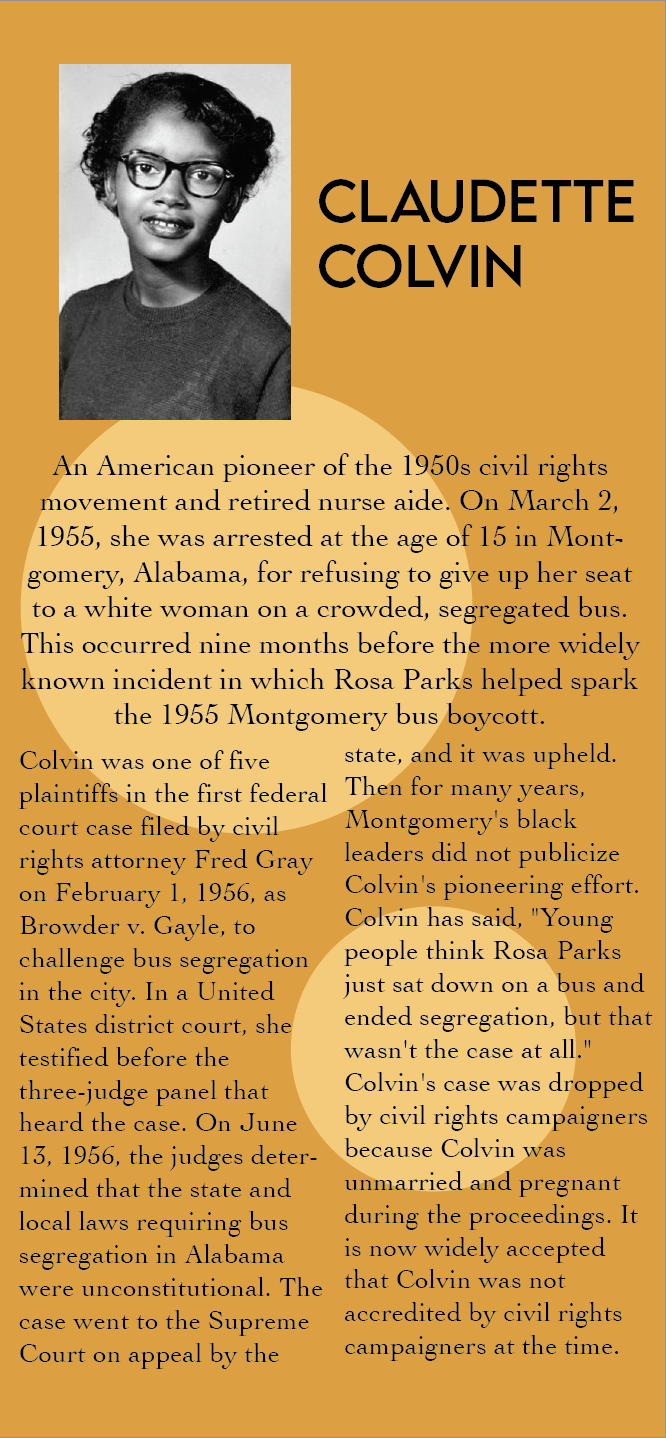 CLAUDETTE
COLVIN
An American pioneer of the 1950s civil rights
movement and retired nurse aide. On March 2,
1955, she was arrested at the age of 15 in Mont-
gomery, Alabama, for refusing to give up her seat
to a white woman on a crowded, segregated bus.
This occurred nine months before the more widely
known incident in which Rosa Parks helped spark
the 1955 Montgomery bus boycott.
Colvin was one of five
plaintiffs in the first federal
court case filed by civil
rights attorney Fred Gray
on February 1, 1956, as
Browder v. Gayle, to
challenge bus segregation
in the city. In a United
States district court, she
testified before the
three-judge panel that
heard the case. On June
13, 1956, the judges deter-
mined that the state and
local laws requiring bus
segregation in Alabama
were unconstitutional. The
case went to the Supreme
Court on appeal by the
state, and it was upheld.
Then for many years,
Montgomery's black
leaders did not publicize
Colvin's pioneering effort.
Colvin has said, "Young
people think Rosa Parks
just sat down on a bus and
ended segregation, but that
wasn't the case at all."
Colvin's case was dropped
by civil rights campaigners
because Colvin was
unmarried and pregnant
during the proceedings. It
is now widely accepted
that Colvin was not
accredited by civil rights
campaigners at the time.